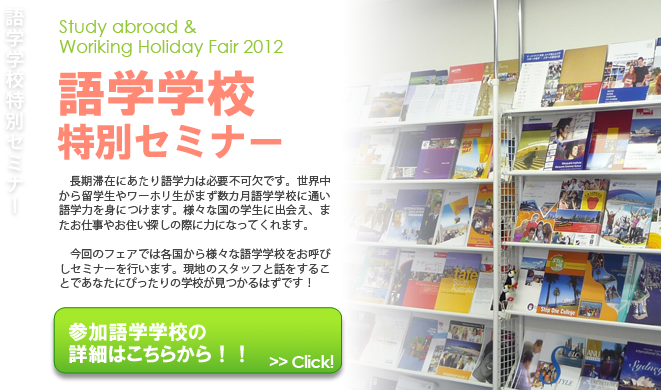 語学学校特別セミナー
Study abroad &
Woriking Holiday Fair 2012
語学学校
特別セミナー
長期滞在にあたり語学力は必要不可欠です。世界中
から留学生やワーホリ生がまず数カ月語学学校に通い
語学力を身につけます。様々な国の学生に出会え、ま
たお仕事やお住い探しの際に力になってくれます。
今回のフェアでは各国から様々な語学学校をお呼び
しセミナーを行います。現地のスタッフと話をするこ
とであなたにぴったりの学校が見つかるはずです！
参加語学学校の
詳細はこちらから！！
>> Click!
tafe
Ship One College
ANU
Sydney